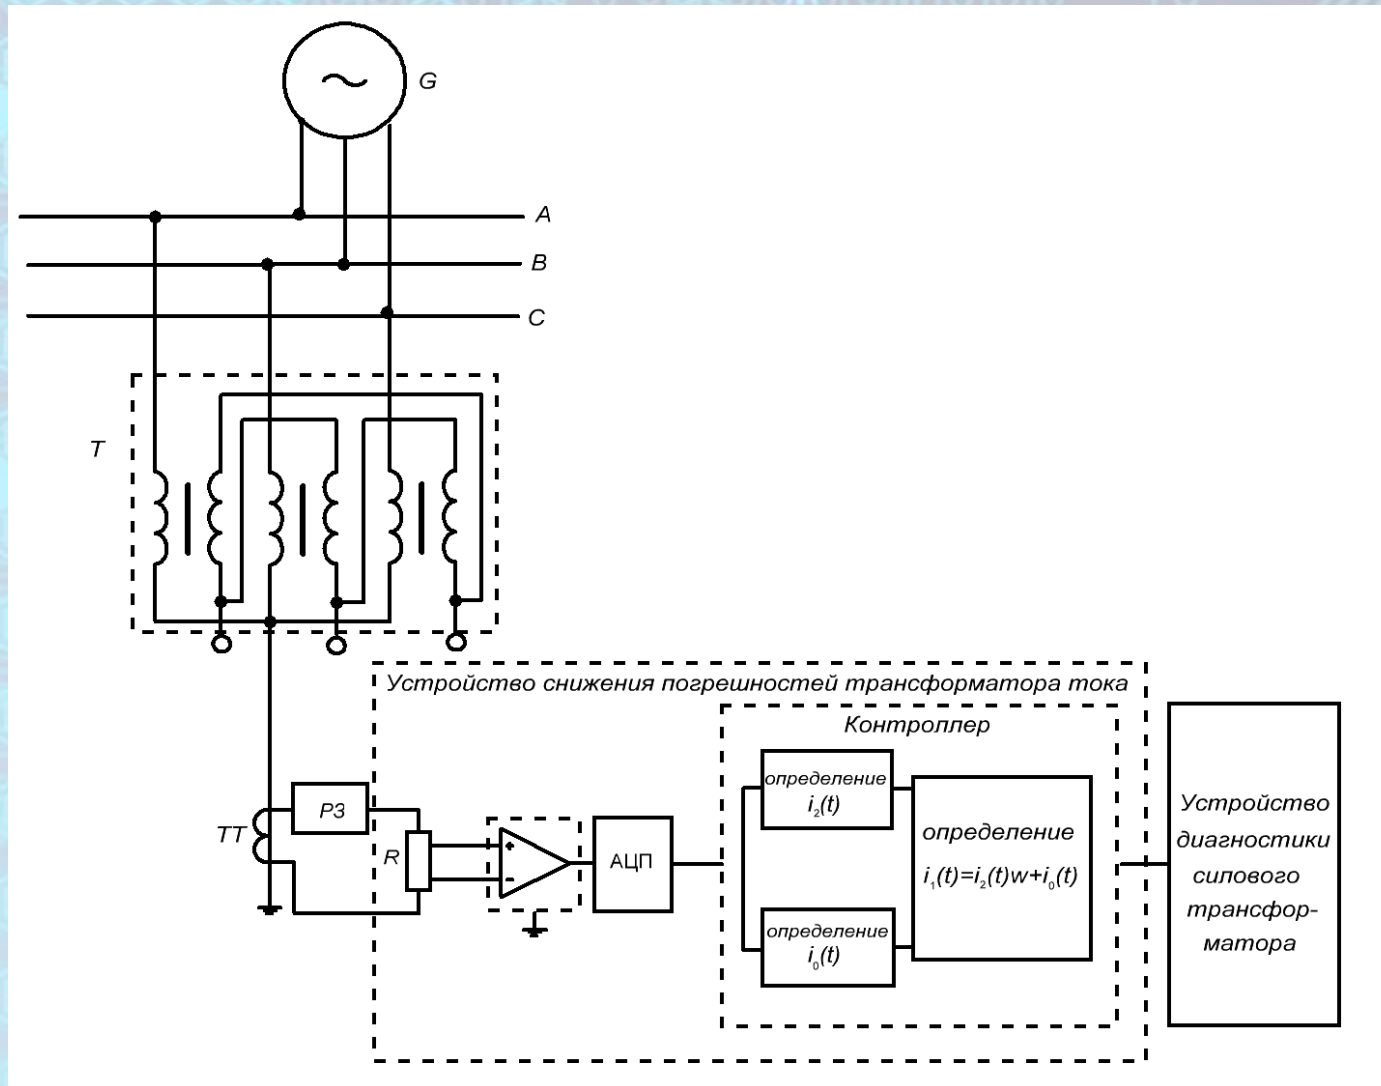 G
A
B
C
T
Устройство снижения погрешностей трансформатора тока
Контроллер
определение
i₂(t)
определение
i₁(t)=i₂(t)w+i₀(t)
определение
i₀(t)
РЗ
ТТ
R
+
−
АЦП
Устройство
диагностики
силового
трансфор-
матора